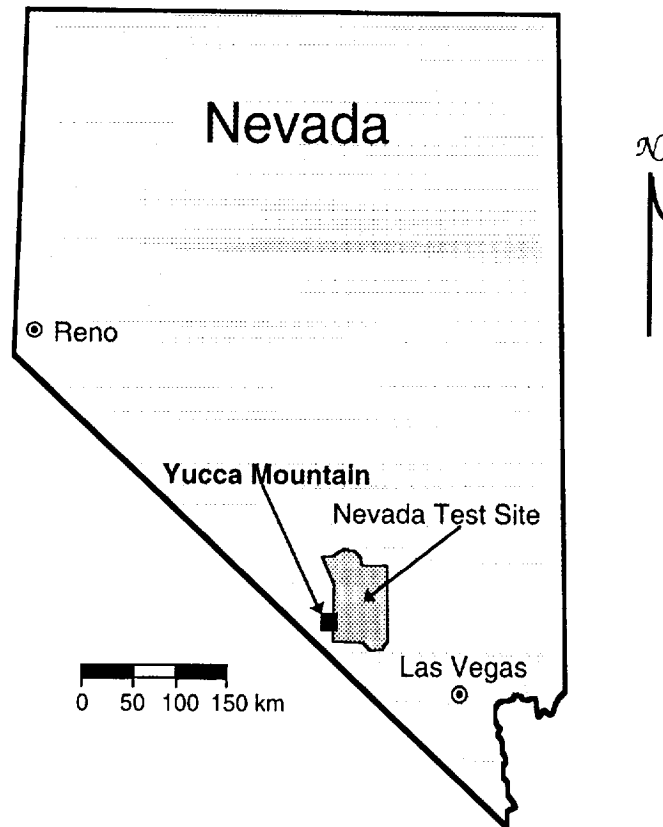 Nevada
N
Reno
Yucca Mountain
Nevada Test Site
Las Vegas
0 50 100 150 km